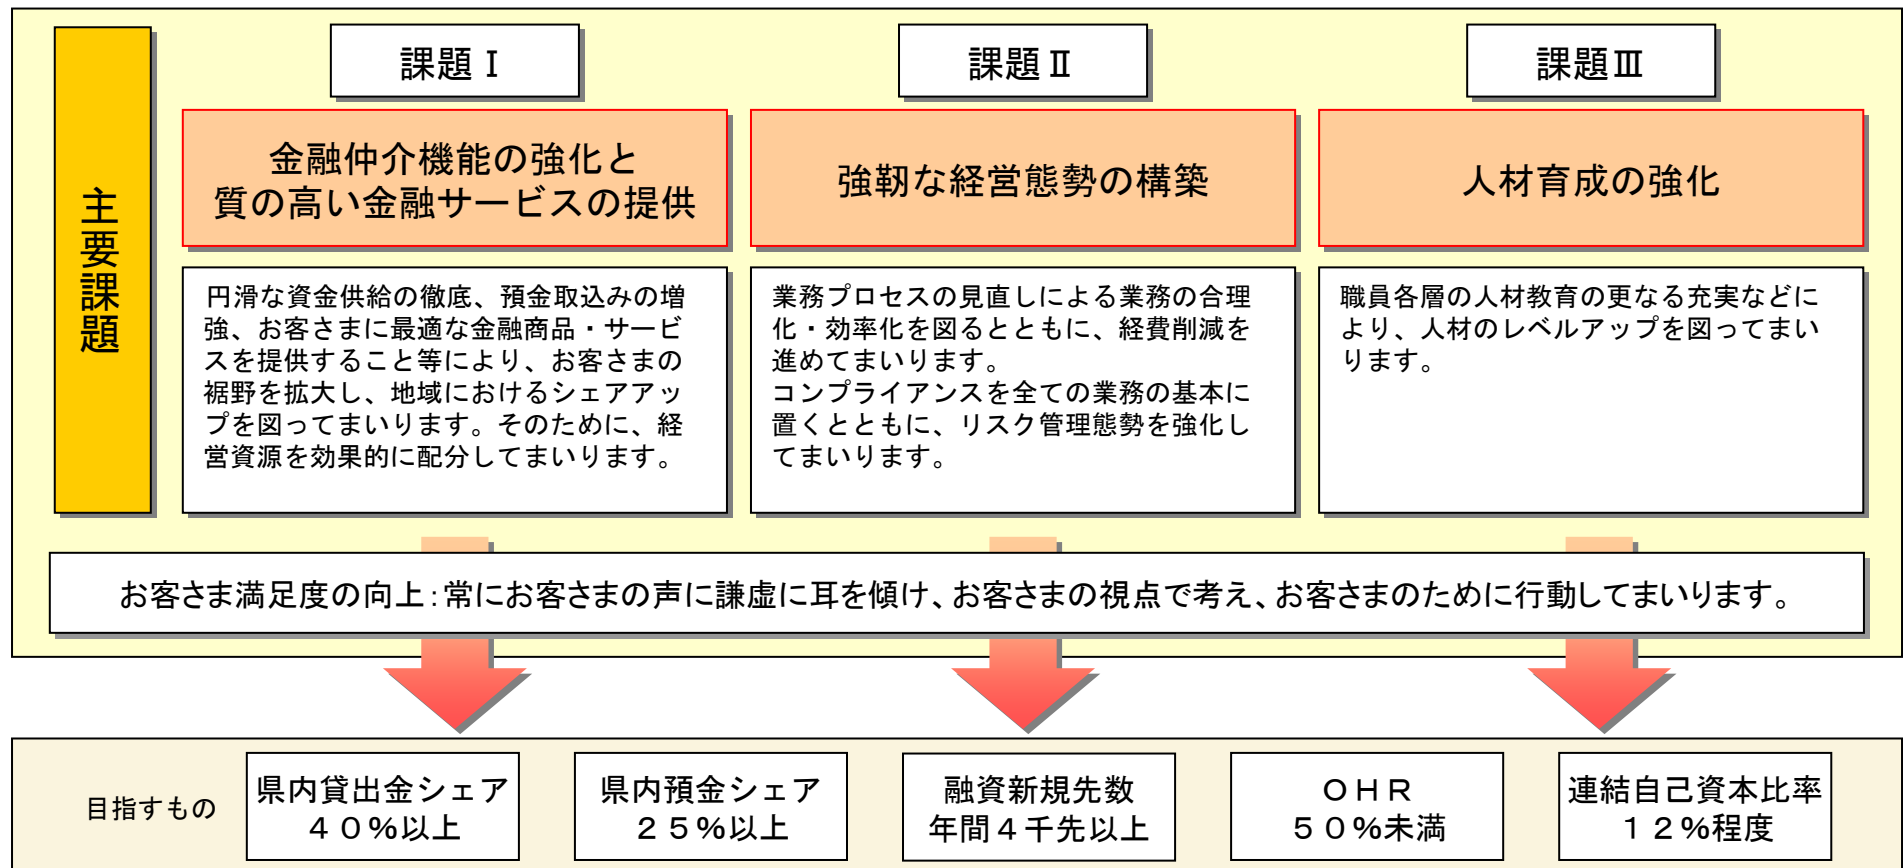 主要課題
課題Ⅰ
金融仲介機能の強化と
質の高い金融サービスの提供
円滑な資金供給の徹底、預金取込みの増
強、お客さまに最適な金融商品・サービ
スを提供すること等により、お客さまの
裾野を拡大し、地域におけるシェアアッ
プを図ってまいります。そのために、経
営資源を効果的に配分してまいります。
課題Ⅱ
強靭な経営態勢の構築
業務プロセスの見直しによる業務の合理
化・効率化を図るとともに、経費削減を
進めてまいります。
コンプライアンスを全ての業務の基本に
置くとともに、リスク管理態勢を強化し
てまいります。
課題Ⅲ
人材育成の強化
職員各層の人材教育の更なる充実などに
より、人材のレベルアップを図ってまい
ります。
お客さま満足度の向上：常にお客さまの声に謙虚に耳を傾け、お客さまの視点で考え、お客さまのために行動してまいります。
目指すもの
県内貸出金シェア
４０％以上
県内預金シェア
２５％以上
融資新規先数
年間４千先以上
ＯＨＲ
５０％未満
連結自己資本比率
１２％程度